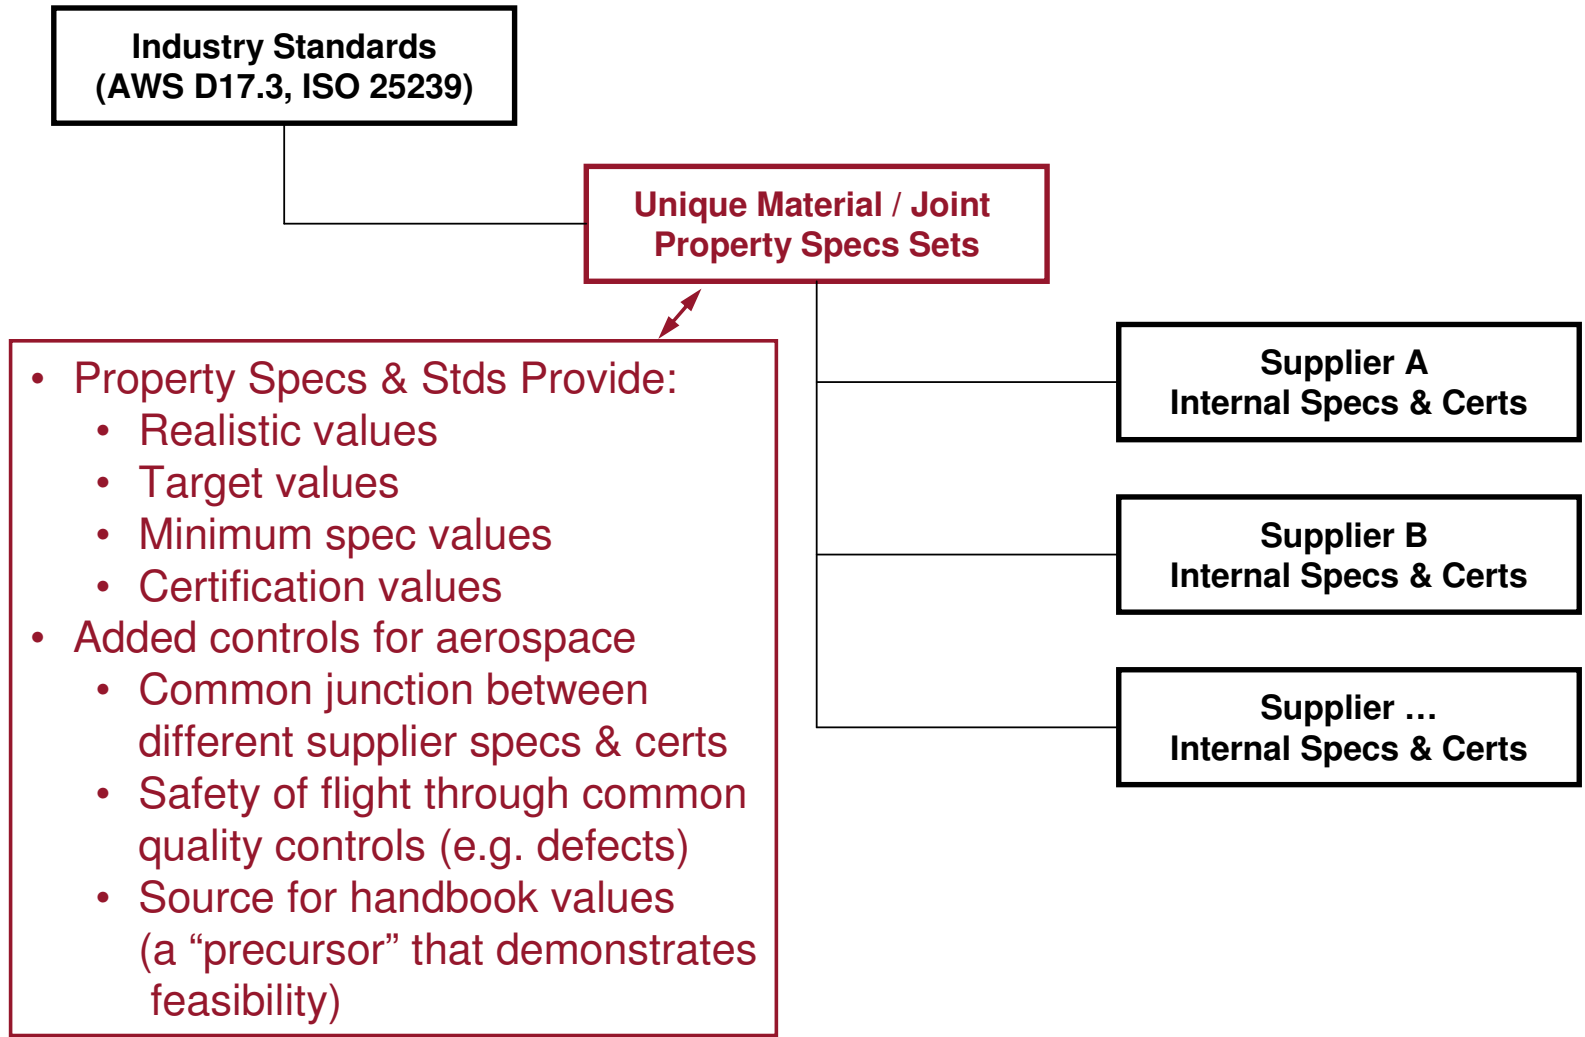 Industry Standards
(AWS D17.3, ISO 25239)
Unique Material / Joint
Property Specs Sets
• Property Specs & Stds Provide:
• Realistic values
• Target values
• Minimum spec values
• Certification values
• Added controls for aerospace
• Common junction between
different supplier specs & certs
• Safety of flight through common
quality controls (e.g. defects)
• Source for handbook values
(a “precursor” that demonstrates
feasibility)
Supplier A
Internal Specs & Certs
Supplier B
Internal Specs & Certs
Supplier …
Internal Specs & Certs